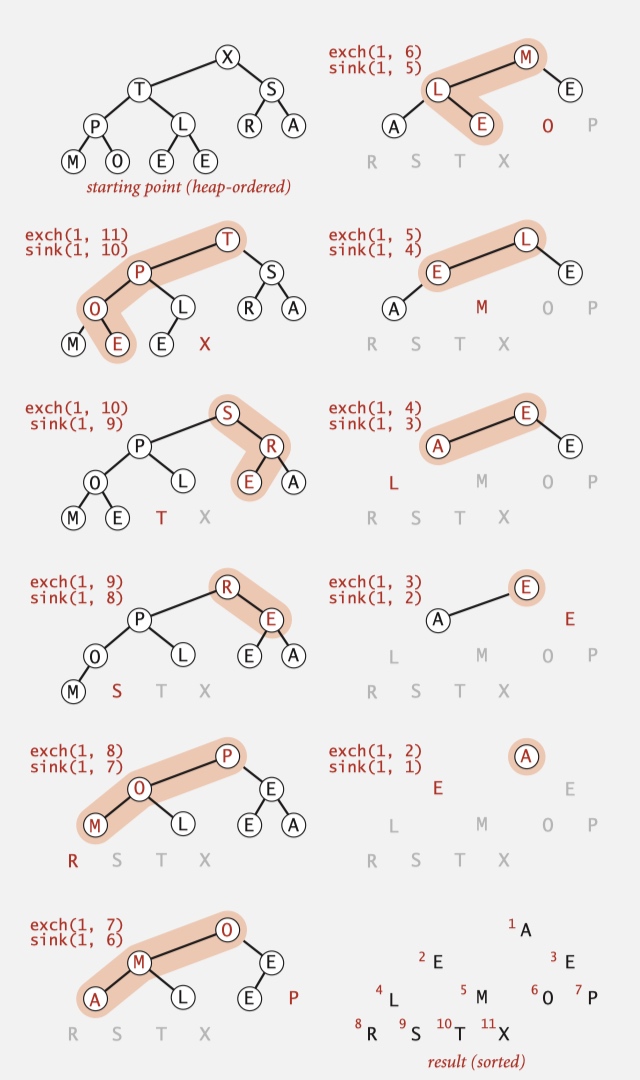 X
T S
P L R A
M O E E
starting point (heap-ordered)
exch(1, 11)
sink(1, 10)
T
P S
O L R A
M E E X
exch(1, 10)
sink(1, 9)
S
P R
O L E A
M E T X
exch(1, 9)
sink(1, 8)
R
P E
O L E A
M S T X
exch(1, 8)
sink(1, 7)
P
O E
M L E A
R S T X
exch(1, 7)
sink(1, 6)
O
M E
A L E P
R S T X
exch(1, 6)
sink(1, 5)
M
L E
A E O P
R S T X
exch(1, 5)
sink(1, 4)
L
E E
A M O P
R S T X
exch(1, 4)
sink(1, 3)
E
A E
L M O P
R S T X
exch(1, 3)
sink(1, 2)
E
A E
L M O P
R S T X
exch(1, 2)
sink(1, 1)
A
E E
L M O P
R S T X
1 A
2 E 3 E
4 L 5 M 6 O 7 P
8 R 9 S 10 T 11 X
result (sorted)